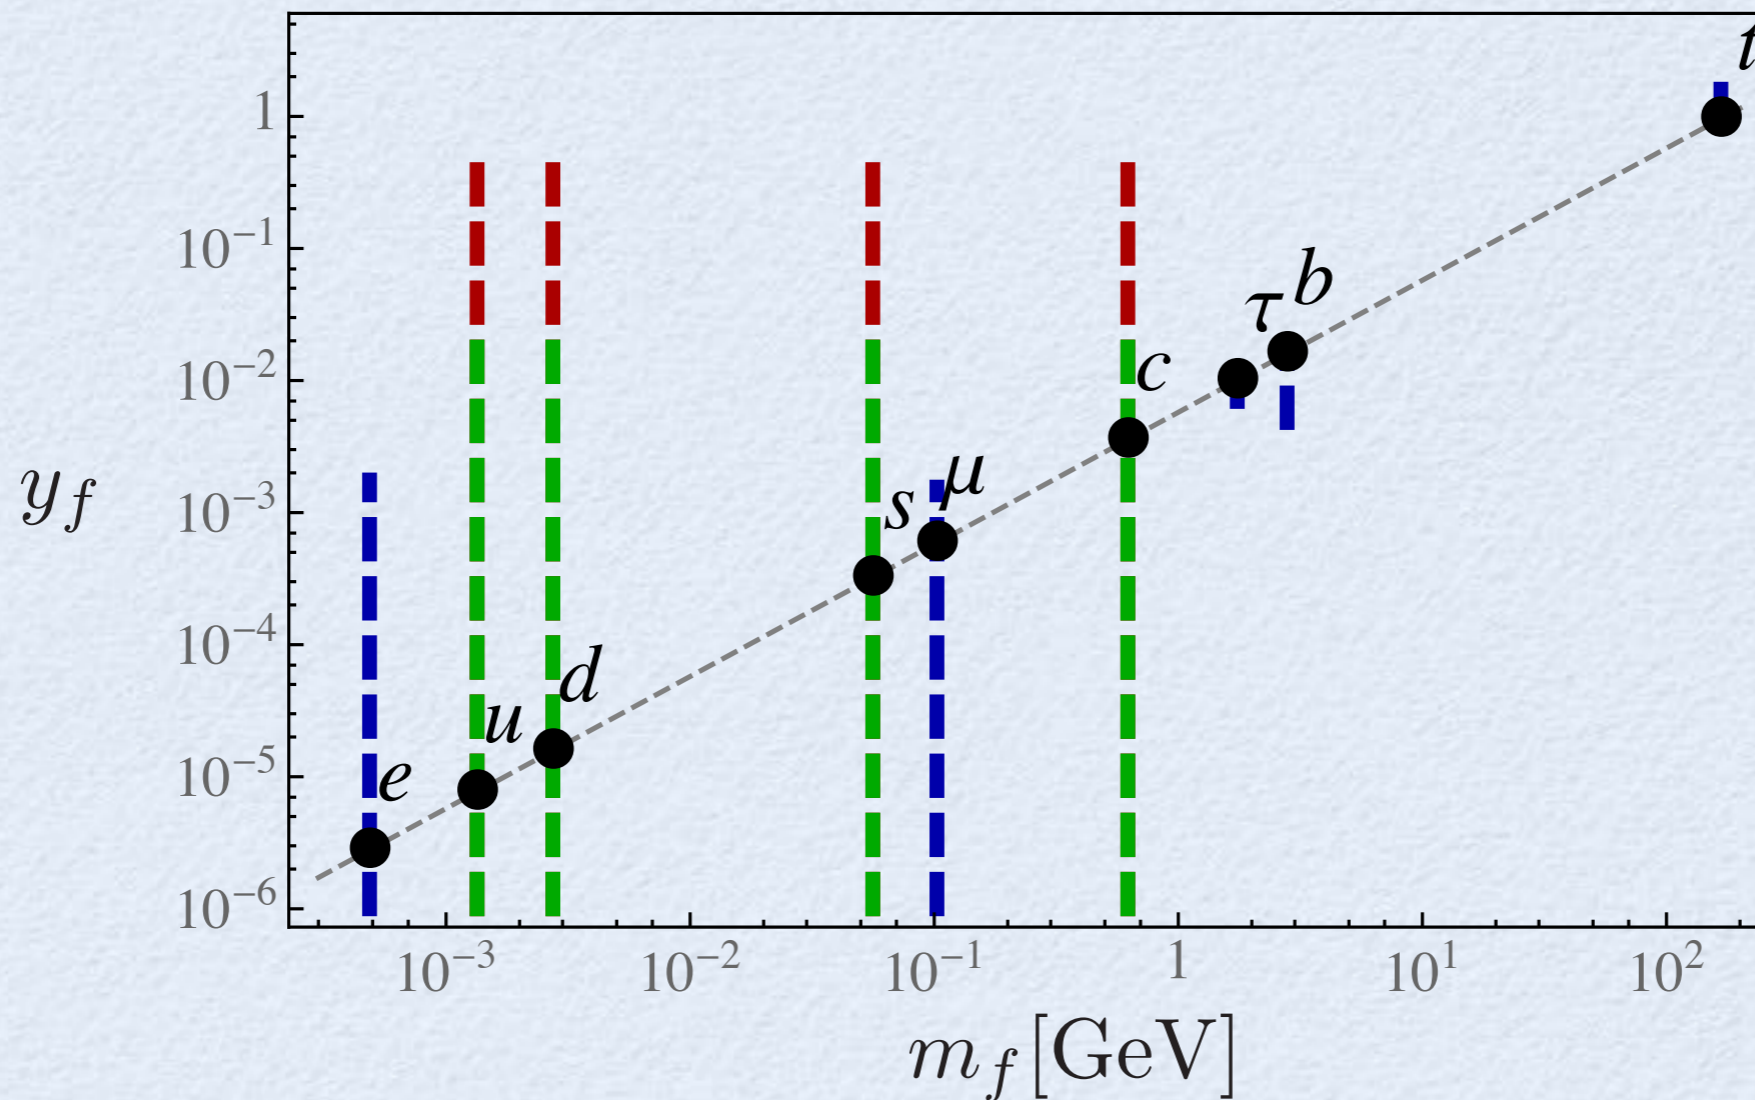 t
1
10⁻¹
b
τ
10⁻²
c
y_f
10⁻³
μ
s
10⁻⁴
d
u
10⁻⁵
e
10⁻⁶
10⁻³ 10⁻² 10⁻¹ 1 10¹ 10²
m_f [GeV]